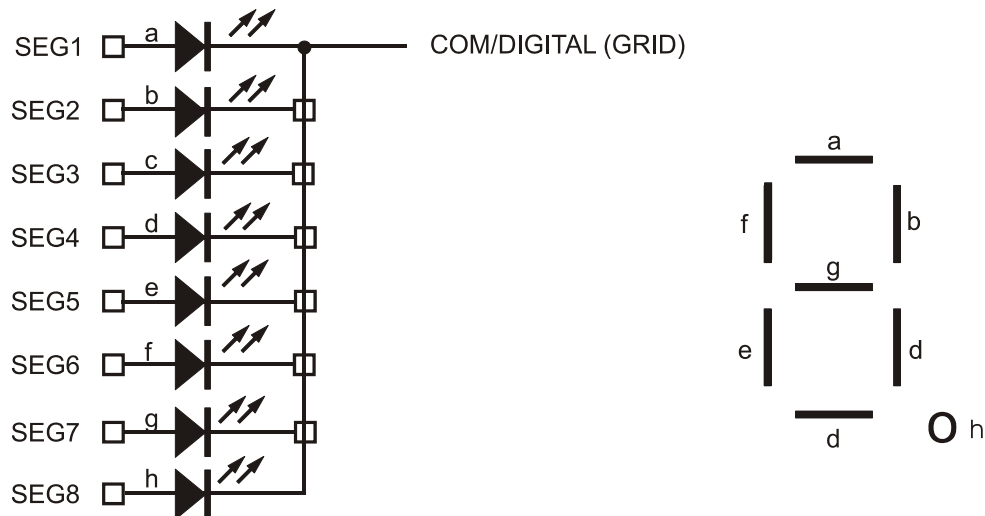 SEG1 a COM/DIGITAL (GRID)
SEG2 b
SEG3 c
SEG4 d
SEG5 e
SEG6 f
SEG7 g
SEG8 h
a
f b
g
e d
d h